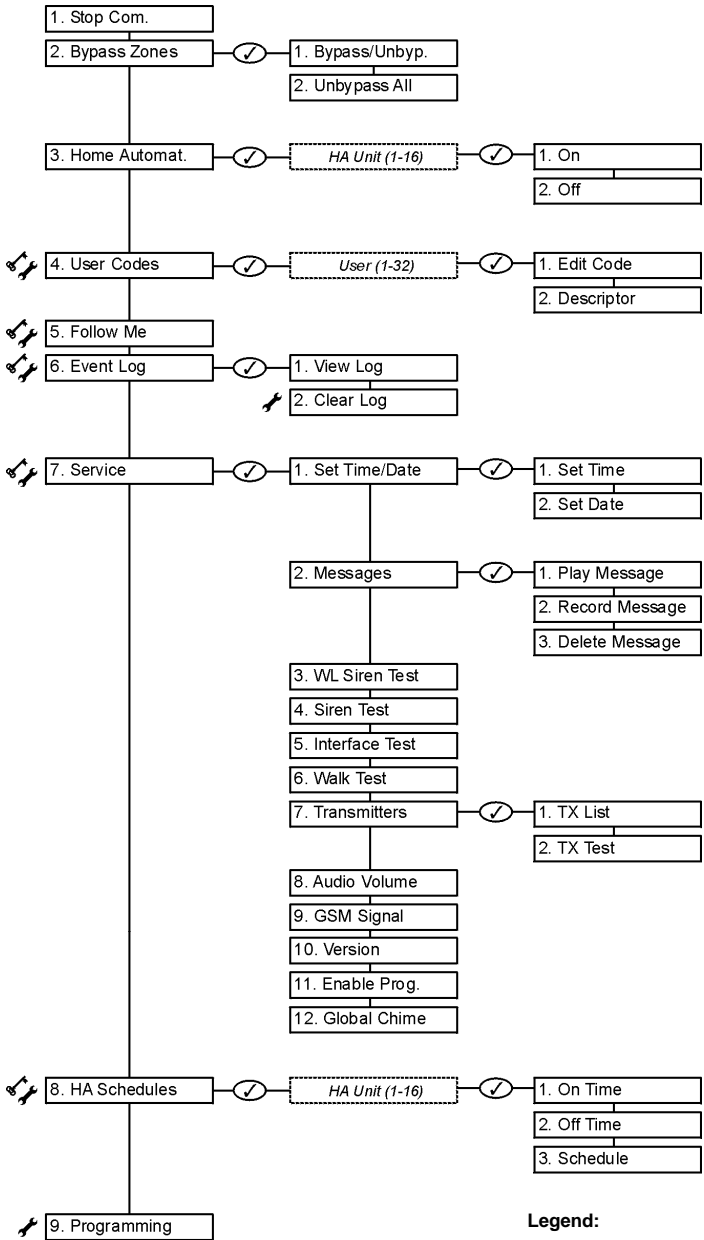 1. Stop Com.
2. Bypass Zones
1. Bypass/Unbyp.
2. Unbypass All
3. Home Automat.
HA Unit (1-16)
1. On
2. Off
4. User Codes
User (1-32)
1. Edit Code
2. Descriptor
5. Follow Me
6. Event Log
1. View Log
2. Clear Log
7. Service
1. Set Time/Date
1. Set Time
2. Set Date
2. Messages
1. Play Message
2. Record Message
3. Delete Message
3. WL Siren Test
4. Siren Test
5. Interface Test
6. Walk Test
7. Transmitters
1. TX List
2. TX Test
8. Audio Volume
9. GSM Signal
10. Version
11. Enable Prog.
12. Global Chime
8. HA Schedules
HA Unit (1-16)
1. On Time
2. Off Time
3. Schedule
9. Programming
Legend: